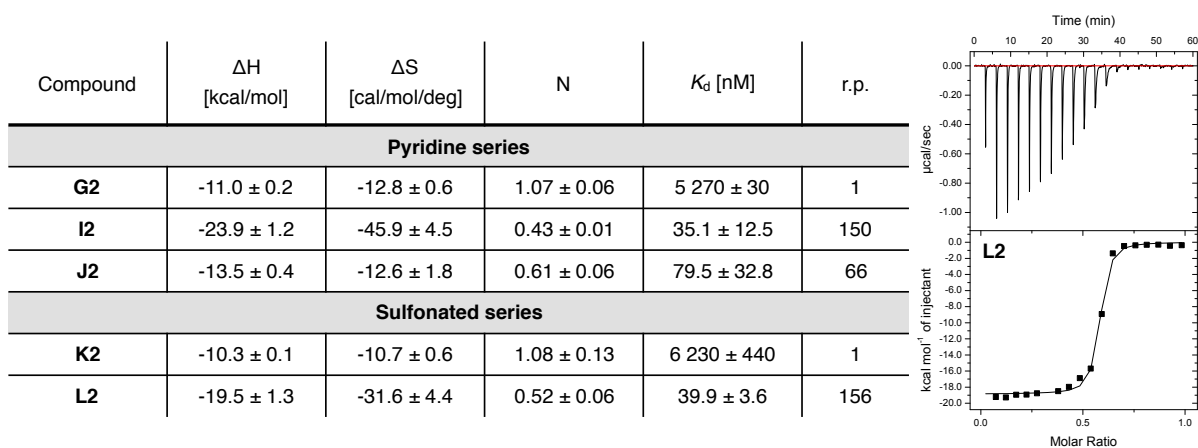 Compound ΔH [kcal/mol] ΔS [cal/mol/deg] N Kd [nM] r.p.
Pyridine series
G2 -11.0 ± 0.2 -12.8 ± 0.6 1.07 ± 0.06 5 270 ± 30 1
I2 -23.9 ± 1.2 -45.9 ± 4.5 0.43 ± 0.01 35.1 ± 12.5 150
J2 -13.5 ± 0.4 -12.6 ± 1.8 0.61 ± 0.06 79.5 ± 32.8 66
Sulfonated series
K2 -10.3 ± 0.1 -10.7 ± 0.6 1.08 ± 0.13 6 230 ± 440 1
L2 -19.5 ± 1.3 -31.6 ± 4.4 0.52 ± 0.06 39.9 ± 3.6 156
Time (min)
0 10 20 30 40 50 60
0.00
-0.20
-0.40
-0.60
-0.80
-1.00
µcal/sec
L2
0.0
-2.0
-4.0
-6.0
-8.0
-10.0
-12.0
-14.0
-16.0
-18.0
-20.0
kcal mol⁻¹ of injectant
0.0 0.5 1.0
Molar Ratio